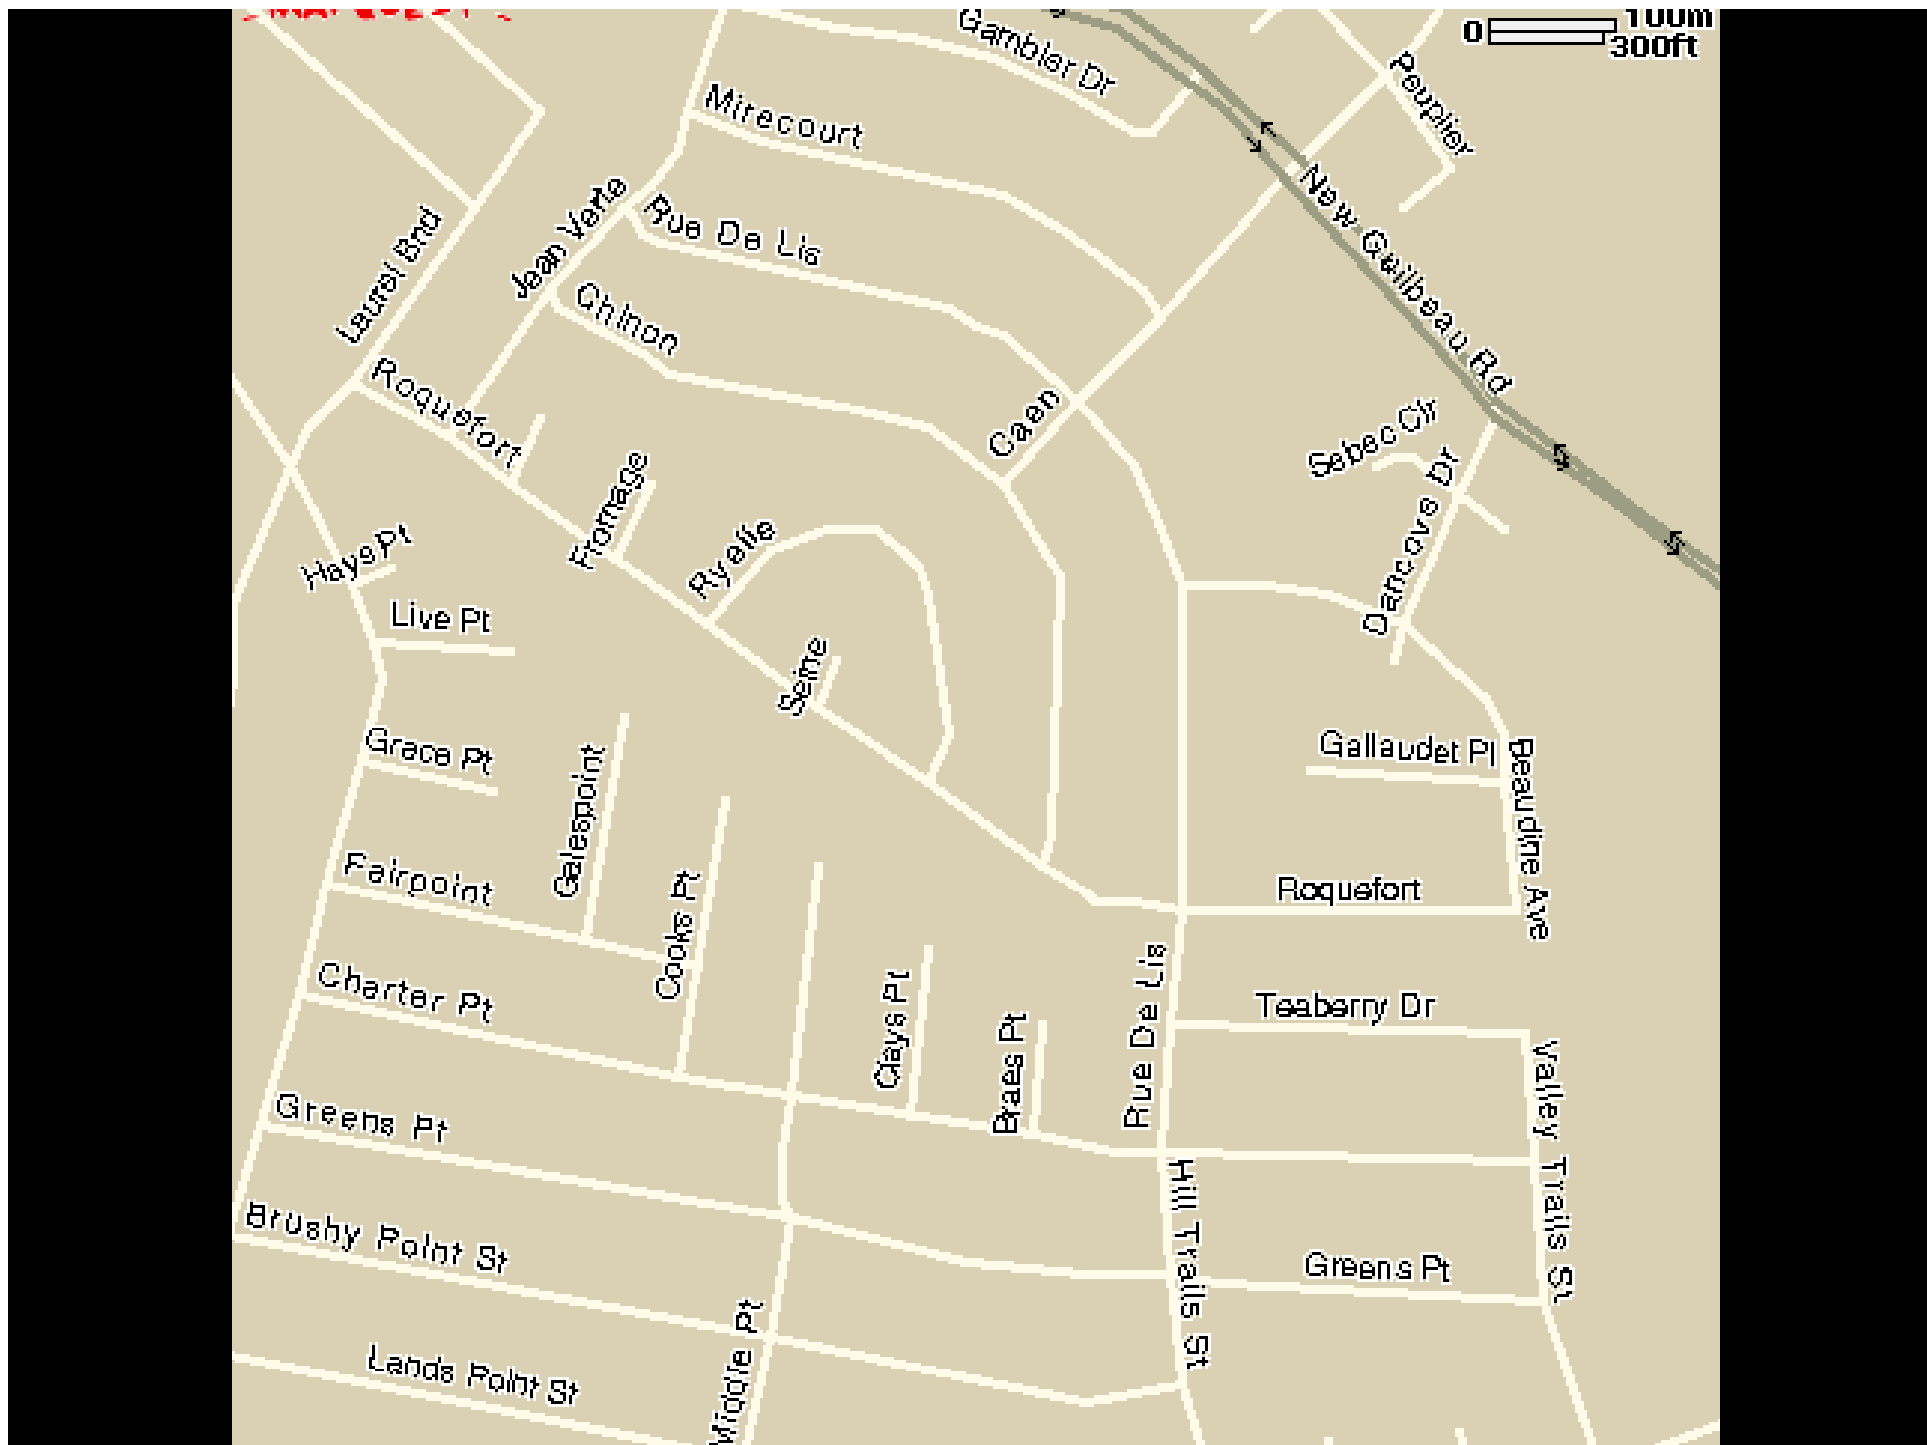 100m
0
300ft
Gambler Dr
Peuplier
Mirecourt
New Guilbeau Rd
Jean Verte
Rue De Lis
Laurel Bnd
Chinon
Roquefort
Caen
Sebec Cir
Oancove Dr
Fromage
Ryelle
Hays Pt
Live Pt
Seine
Grace Pt
Galespoint
Gallaudet Pl
Beaudine Ave
Fairpoint
Cooks Pt
Roquefort
Charter Pt
Clays Pt
Braes Pt
Rue De Lis
Teaberry Dr
Valley Trails St
Greens Pt
Hill Trails St
Brushy Point St
Greens Pt
Middle Pt
Lands Point St